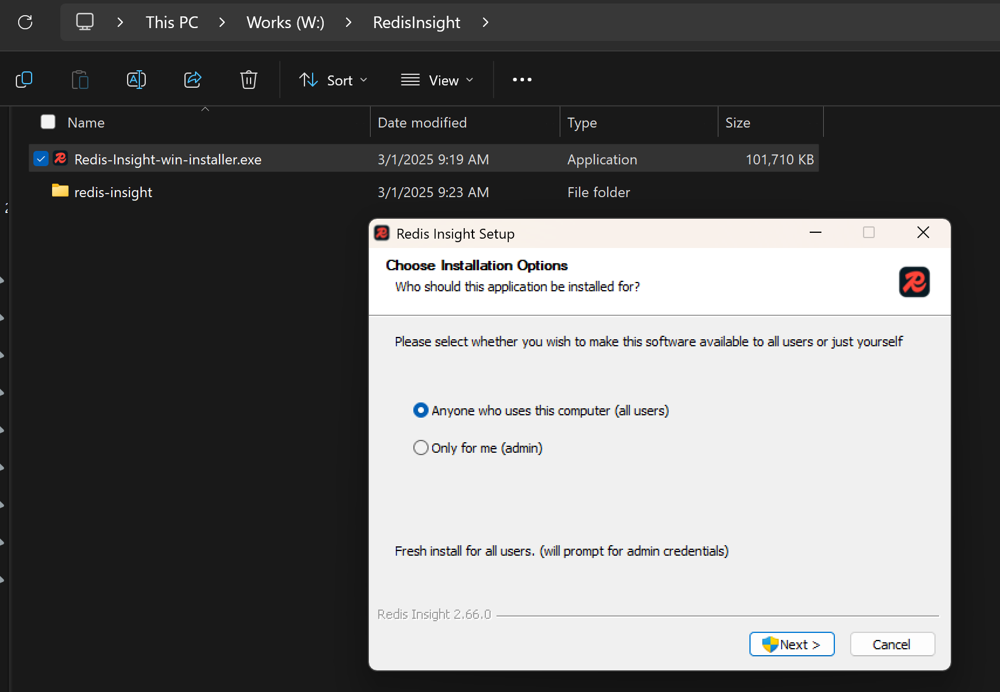 This PC > Works (W:) > RedisInsight >
Sort View
Name Date modified Type Size
Redis-Insight-win-installer.exe 3/1/2025 9:19 AM Application 101,710 KB
redis-insight 3/1/2025 9:23 AM File folder
Redis Insight Setup
Choose Installation Options
Who should this application be installed for?
Please select whether you wish to make this software available to all users or just yourself
Anyone who uses this computer (all users)
Only for me (admin)
Fresh install for all users. (will prompt for admin credentials)
Redis Insight 2.66.0
Next > Cancel